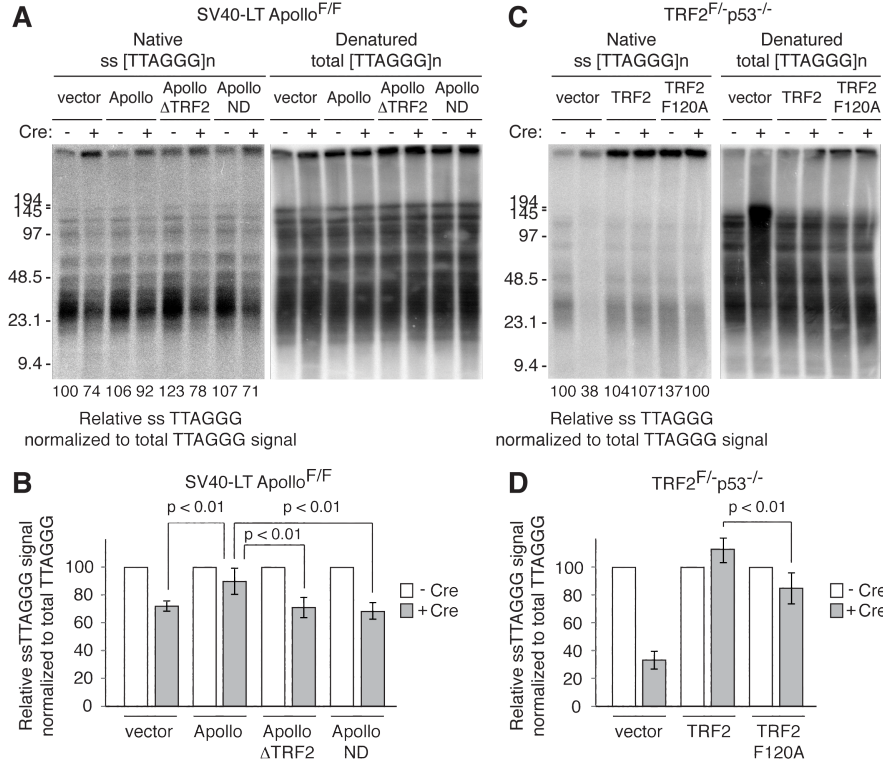 A
SV40-LT Apollo^F/F
Native
ss [TTAGGG]n
Denatured
total [TTAGGG]n
vector Apollo Apollo ΔTRF2 Apollo ND vector Apollo Apollo ΔTRF2 Apollo ND
Cre: - + - + - + - + - + - + - + - +
194 -
145 -
97 -
48.5 -
23.1 -
9.4 -
100 74 106 92 123 78 107 71
Relative ss TTAGGG
normalized to total TTAGGG signal
C
TRF2^F/-p53^-/-
Native
ss [TTAGGG]n
Denatured
total [TTAGGG]n
vector TRF2 TRF2 F120A vector TRF2 TRF2 F120A
Cre: - + - + - + - + - + - +
194 -
145 -
97 -
48.5 -
23.1 -
9.4 -
100 38 104 107 137 100
Relative ss TTAGGG
normalized to total TTAGGG signal
B
SV40-LT Apollo^F/F
p < 0.01 p < 0.01
p < 0.01
Relative ssTTAGGG signal
normalized to total TTAGGG
100
80
60
40
20
0
- Cre
+ Cre
vector Apollo Apollo ΔTRF2 Apollo ND
D
TRF2^F/-p53^-/-
p < 0.01
Relative ssTTAGGG signal
normalized to total TTAGGG
100
80
60
40
20
0
- Cre
+ Cre
vector TRF2 TRF2 F120A